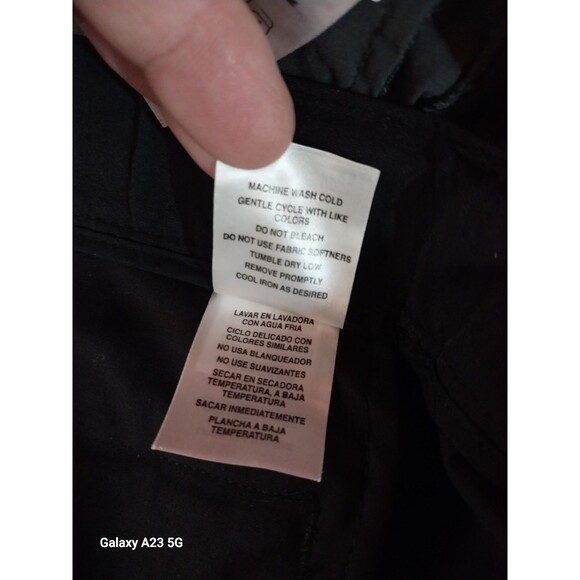 MACHINE WASH COLD
GENTLE CYCLE WITH LIKE
COLORS
DO NOT BLEACH
DO NOT USE FABRIC SOFTNERS
TUMBLE DRY LOW
REMOVE PROMPTLY
COOL IRON AS DESIRED
LAVAR EN LAVADORA
CON AGUA FRIA
CICLO DELICADO CON
COLORES SIMILARES
NO USA BLANQUEADOR
NO USE SUAVIZANTES
SECAR EN SECADORA
TEMPERATURA, A BAJA
TEMPERATURA
SACAR INMEDIATEMENTE
PLANCHA A BAJA
TEMPERATURA
Galaxy A23 5G